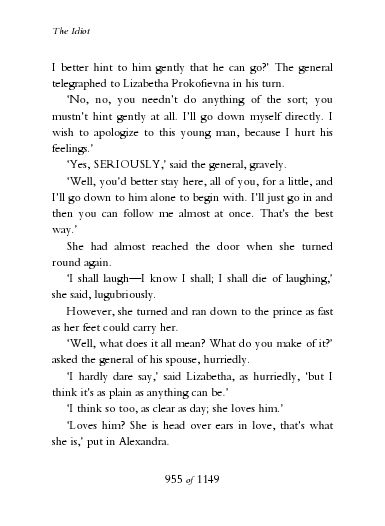 The Idiot
I better hint to him gently that he can go?’ The general
telegraphed to Lizabetha Prokofievna in his turn.
‘No, no, you needn’t do anything of the sort; you
mustn’t hint gently at all. I’ll go down myself directly. I
wish to apologize to this young man, because I hurt his
feelings.’
‘Yes, SERIOUSLY,’ said the general, gravely.
‘Well, you’d better stay here, all of you, for a little, and
I’ll go down to him alone to begin with. I’ll just go in and
then you can follow me almost at once. That’s the best
way.’
She had almost reached the door when she turned
round again.
‘I shall laugh—I know I shall; I shall die of laughing,’
she said, lugubriously.
However, she turned and ran down to the prince as fast
as her feet could carry her.
‘Well, what does it all mean? What do you make of it?’
asked the general of his spouse, hurriedly.
‘I hardly dare say,’ said Lizabetha, as hurriedly, ‘but I
think it’s as plain as anything can be.’
‘I think so too, as clear as day; she loves him.’
‘Loves him? She is head over ears in love, that’s what
she is,’ put in Alexandra.
955 of 1149